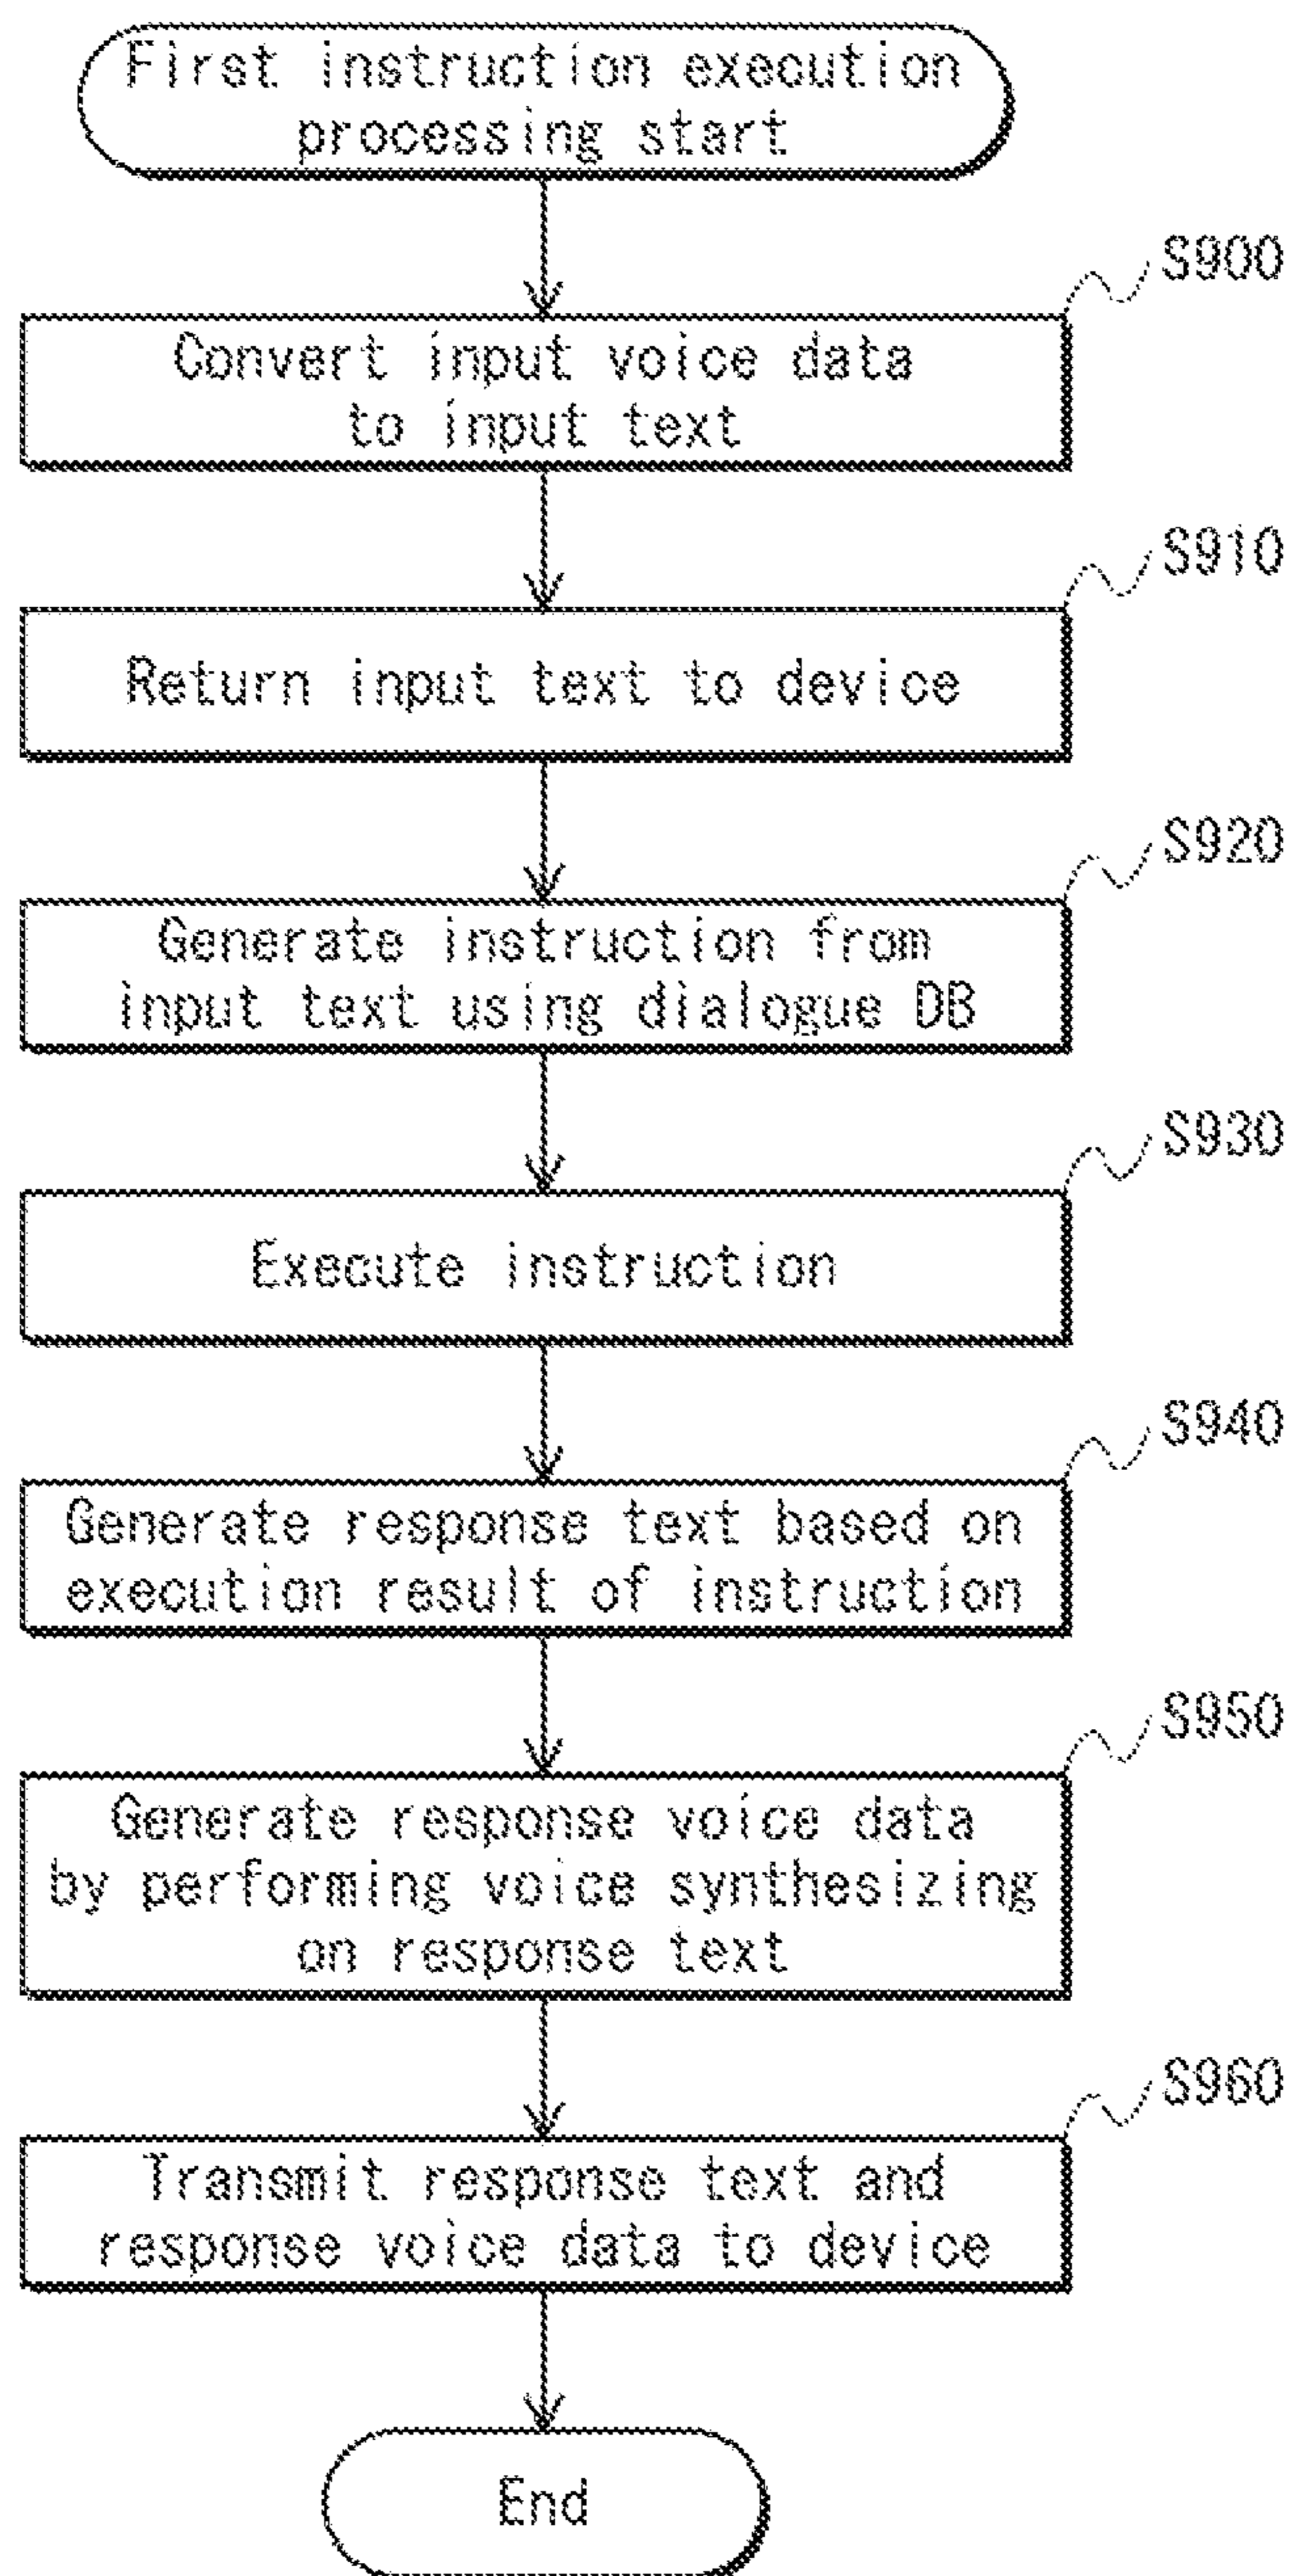 First instruction execution
processing start
S900
Convert input voice data
to input text
S910
Return input text to device
S920
Generate instruction from
input text using dialogue DB
S930
Execute instruction
S940
Generate response text based on
execution result of instruction
S950
Generate response voice data
by performing voice synthesizing
on response text
S960
Transmit response text and
response voice data to device
End